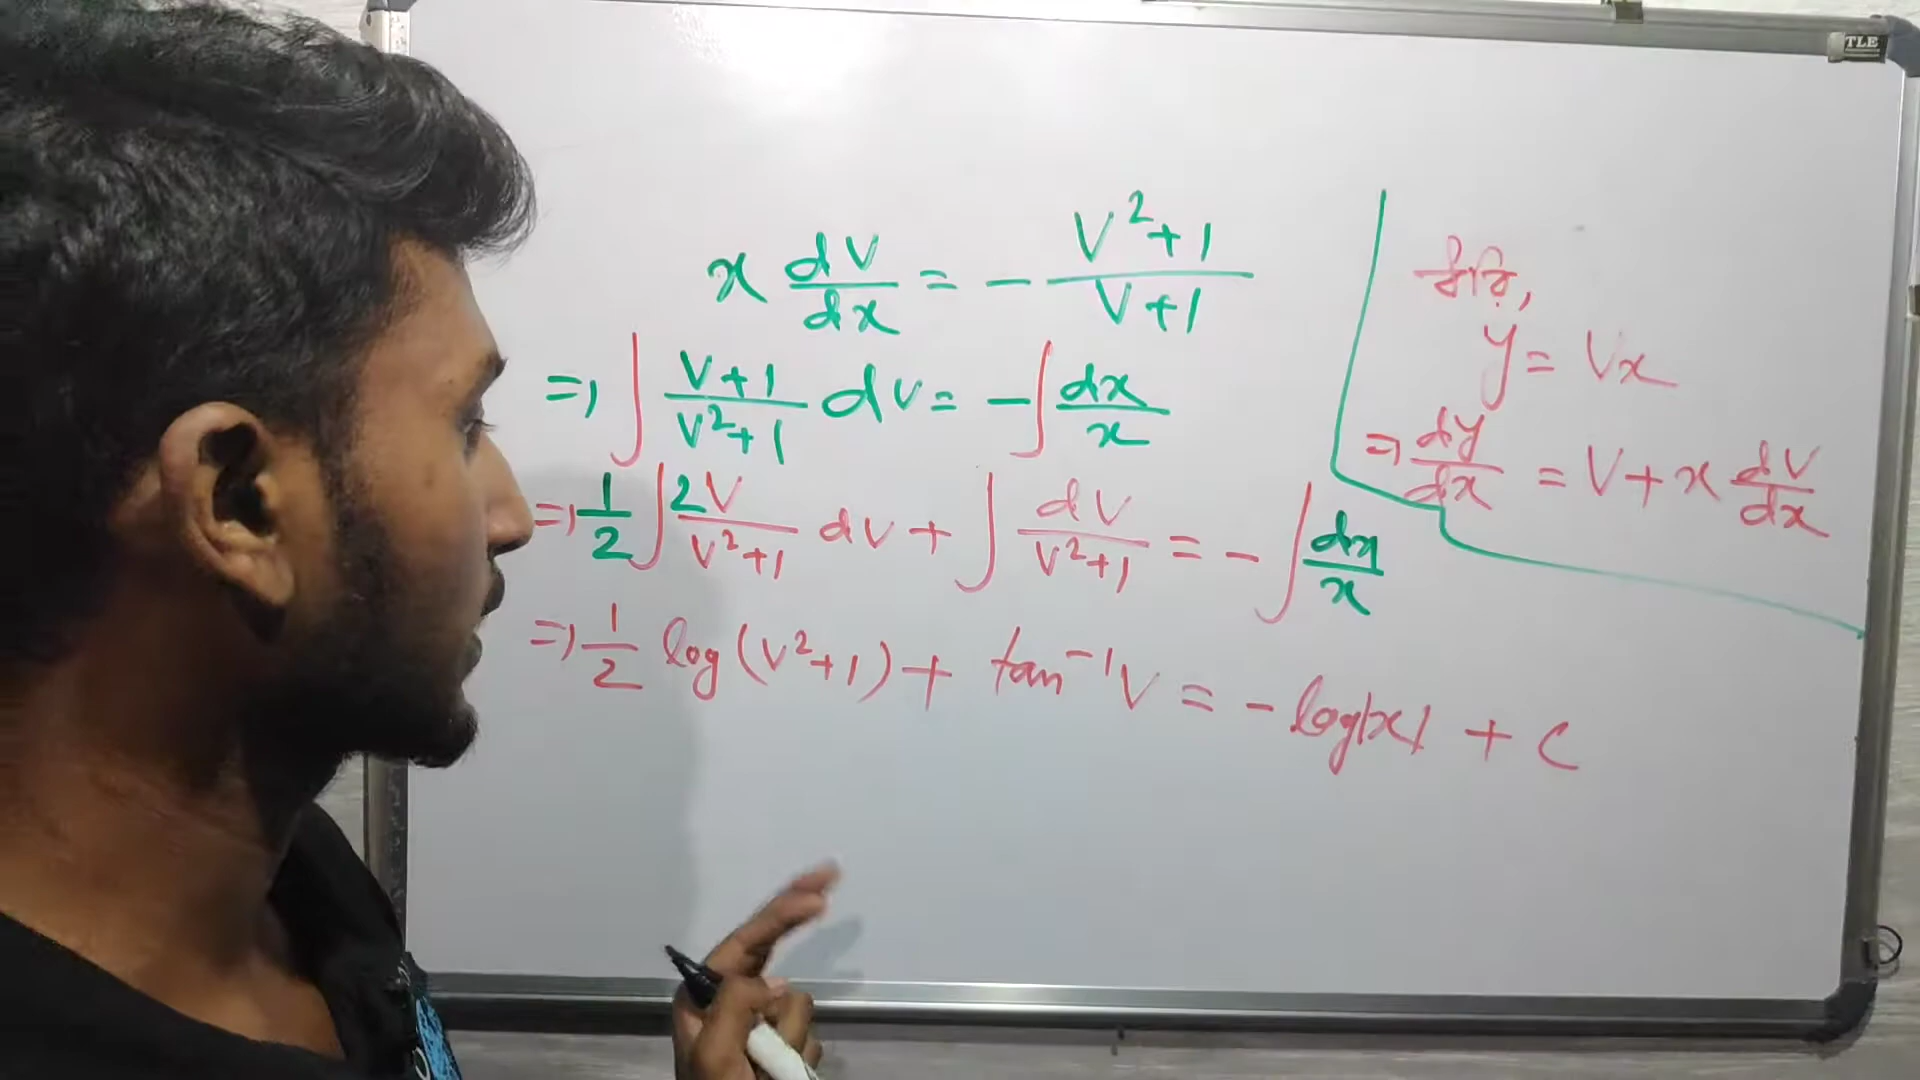 x dv/dx = - (v²+1)/(v+1)
⇒ ∫ (v+1)/(v²+1) dv = -∫ dx/x
⇒ 1/2 ∫ 2v/(v²+1) dv + ∫ dv/(v²+1) = - ∫ dx/x
⇒ 1/2 log(v²+1) + tan⁻¹v = - log|x| + c
ধরি,
y = vx
⇒ dy/dx = v + x dv/dx
TLE